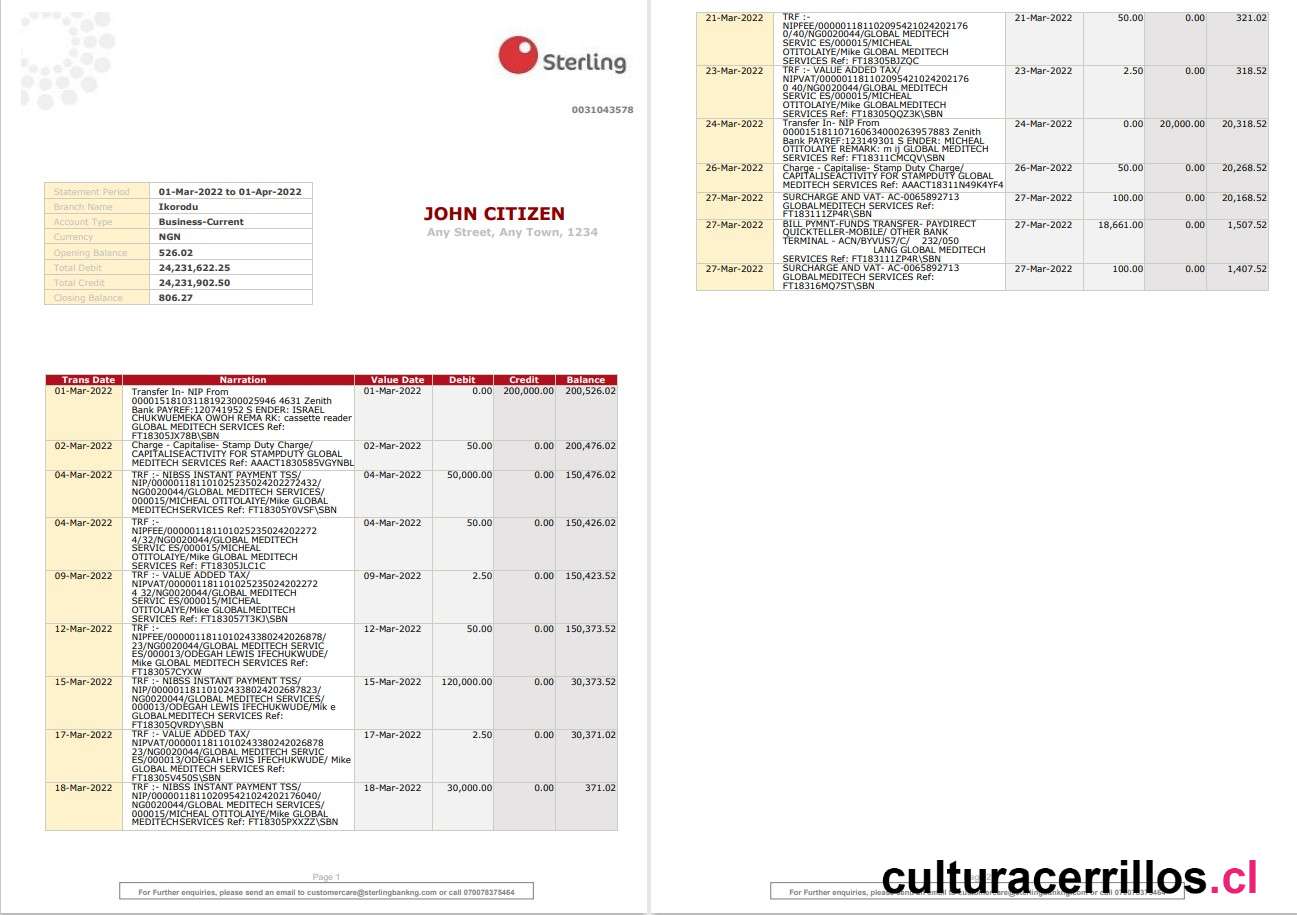 Sterling
0031043578
Statement Period 01-Mar-2022 to 01-Apr-2022
Branch Name Ikorodu
Account Type Business-Current
Currency NGN
Opening Balance 526.02
Total Debit 24,231,622.25
Total Credit 24,231,902.50
Closing Balance 806.27
JOHN CITIZEN
Any Street, Any Town, 1234
Trans Date Narration Value Date Debit Credit Balance
01-Mar-2022 Transfer In- NIP From 01-Mar-2022 0.00 200,000.00 200,526.02
0000151810311819230002594 6 4631 Zenith
Bank PAYREF:120741952 S ENDER: ISRAEL
CHUKWUEMEKA OWOH REMA RK: cassette reader
GLOBAL MEDITECH SERVICES Ref:
FT18305JX78B\SBN
02-Mar-2022 Charge - Capitalise- Stamp Duty Charge/ 02-Mar-2022 50.00 0.00 200,476.02
CAPITALISEACTIVITY FOR STAMPDUTY GLOBAL
MEDITECH SERVICES Ref: AAACT1830585VGYNBL
04-Mar-2022 TRF :- NIBSS INSTANT PAYMENT TSS/ 04-Mar-2022 50,000.00 0.00 150,476.02
NIP/000001181101025235024202272432/
NG0020044/GLOBAL MEDITECH SERVICES/
000015/MICHEAL OTITOLAIYE/Mike GLOBAL
MEDITECHSERVICES Ref: FT18305Y0VSF\SBN
04-Mar-2022 TRF :- 04-Mar-2022 50.00 0.00 150,426.02
NIPFEE/000001181101025235024202272
4/32/NG0020044/GLOBAL MEDITECH
SERVIC ES/000015/MICHEAL
OTITOLAIYE/Mike GLOBAL MEDITECH
SERVICES Ref: FT18305JLC1C
09-Mar-2022 TRF :- VALUE ADDED TAX/ 09-Mar-2022 2.50 0.00 150,423.52
NIPVAT/000001181101025235024202272
4 32/NG0020044/GLOBAL MEDITECH
SERVIC ES/000015/MICHEAL
OTITOLAIYE/Mike GLOBALMEDITECH
SERVICES Ref: FT183057T3KJ\SBN
12-Mar-2022 TRF :- 12-Mar-2022 50.00 0.00 150,373.52
NIPFEE/0000011811010243380242026878/
23/NG0020044/GLOBAL MEDITECH SERVIC
ES/000013/ODEGAH LEWIS IFECHUKWUDE/
Mike GLOBAL MEDITECH SERVICES Ref:
FT183057CYXW
15-Mar-2022 TRF :- NIBSS INSTANT PAYMENT TSS/ 15-Mar-2022 120,000.00 0.00 30,373.52
NIP/000001181101024338024202687823/
NG0020044/GLOBAL MEDITECH SERVICES/
000013/ODEGAH LEWIS IFECHUKWUDE/Mik e
GLOBALMEDITECH SERVICES Ref:
FT18305QVRDY\SBN
17-Mar-2022 TRF :- VALUE ADDED TAX/ 17-Mar-2022 2.50 0.00 30,371.02
NIPVAT/0000011811010243380242026878
23/NG0020044/GLOBAL MEDITECH SERVIC
ES/000013/ODEGAH LEWIS IFECHUKWUDE/ Mike
GLOBAL MEDITECH SERVICES Ref:
FT18305V450S\SBN
18-Mar-2022 TRF :- NIBSS INSTANT PAYMENT TSS/ 18-Mar-2022 30,000.00 0.00 371.02
NIP/000001181102095421024202176040/
NG0020044/GLOBAL MEDITECH SERVICES/
000015/MICHEAL OTITOLAIYE/Mike GLOBAL
MEDITECHSERVICES Ref: FT18305PXXZZ\SBN
Page 1
For Further enquiries, please send an email to customercare@sterlingbankng.com or call 070078375464
21-Mar-2022 TRF :- 21-Mar-2022 50.00 0.00 321.02
NIPFEE/000001181102095421024202176
0/40/NG0020044/GLOBAL MEDITECH
SERVIC ES/000015/MICHEAL
OTITOLAIYE/Mike GLOBAL MEDITECH
SERVICES Ref: FT18305BJZQC
23-Mar-2022 TRF :- VALUE ADDED TAX/ 23-Mar-2022 2.50 0.00 318.52
NIPVAT/000001181102095421024202176
0 40/NG0020044/GLOBAL MEDITECH
SERVIC ES/000015/MICHEAL
OTITOLAIYE/Mike GLOBALMEDITECH
SERVICES Ref: FT18305QQZ3K\SBN
24-Mar-2022 Transfer In- NIP From 24-Mar-2022 0.00 20,000.00 20,318.52
000015181107160634000263957883 Zenith
Bank PAYREF:123149301 S ENDER: MICHEAL
OTITOLAIYE REMARK: m ij GLOBAL MEDITECH
SERVICES Ref: FT18311CMCQV\SBN
26-Mar-2022 Charge - Capitalise- Stamp Duty Charge/ 26-Mar-2022 50.00 0.00 20,268.52
CAPITALISEACTIVITY FOR STAMPDUTY GLOBAL
MEDITECH SERVICES Ref: AAACT18311N49K4YF4
27-Mar-2022 SURCHARGE AND VAT- AC-0065892713 27-Mar-2022 100.00 0.00 20,168.52
GLOBALMEDITECH SERVICES Ref:
FT183111ZP4R\SBN
27-Mar-2022 BILL PYMNT-FUNDS TRANSFER- PAYDIRECT 27-Mar-2022 18,661.00 0.00 1,507.52
QUICKTELLER-MOBILE/ OTHER BANK
TERMINAL - ACN/BYVUS7/C/ 232/050
LANG GLOBAL MEDITECH
SERVICES Ref: FT183111ZP4R\SBN
27-Mar-2022 SURCHARGE AND VAT- AC-0065892713 27-Mar-2022 100.00 0.00 1,407.52
GLOBALMEDITECH SERVICES Ref:
FT18316MQ7ST\SBN
For Further enquiries, please send an email to customercare@sterlingbankng.com or call 070078375464
culturacerrillos.cl